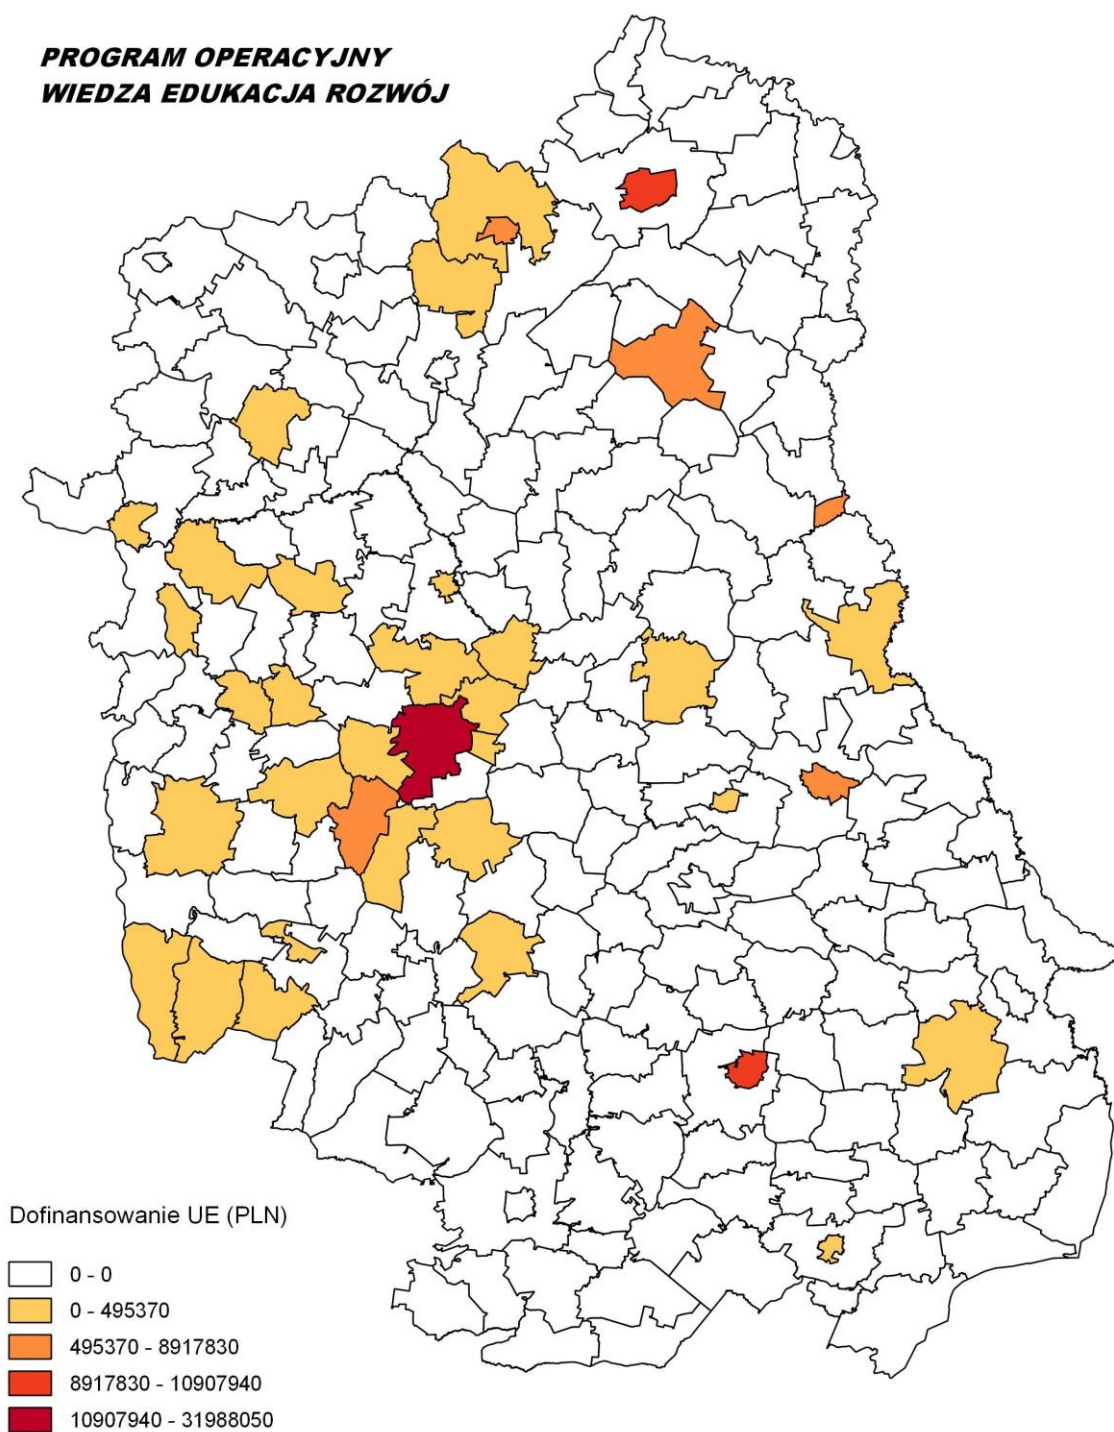 PROGRAM OPERACYJNY
WIEDZA EDUKACJA ROZWÓJ
Dofinansowanie UE (PLN)
0 - 0
0 - 495370
495370 - 8917830
8917830 - 10907940
10907940 - 31988050